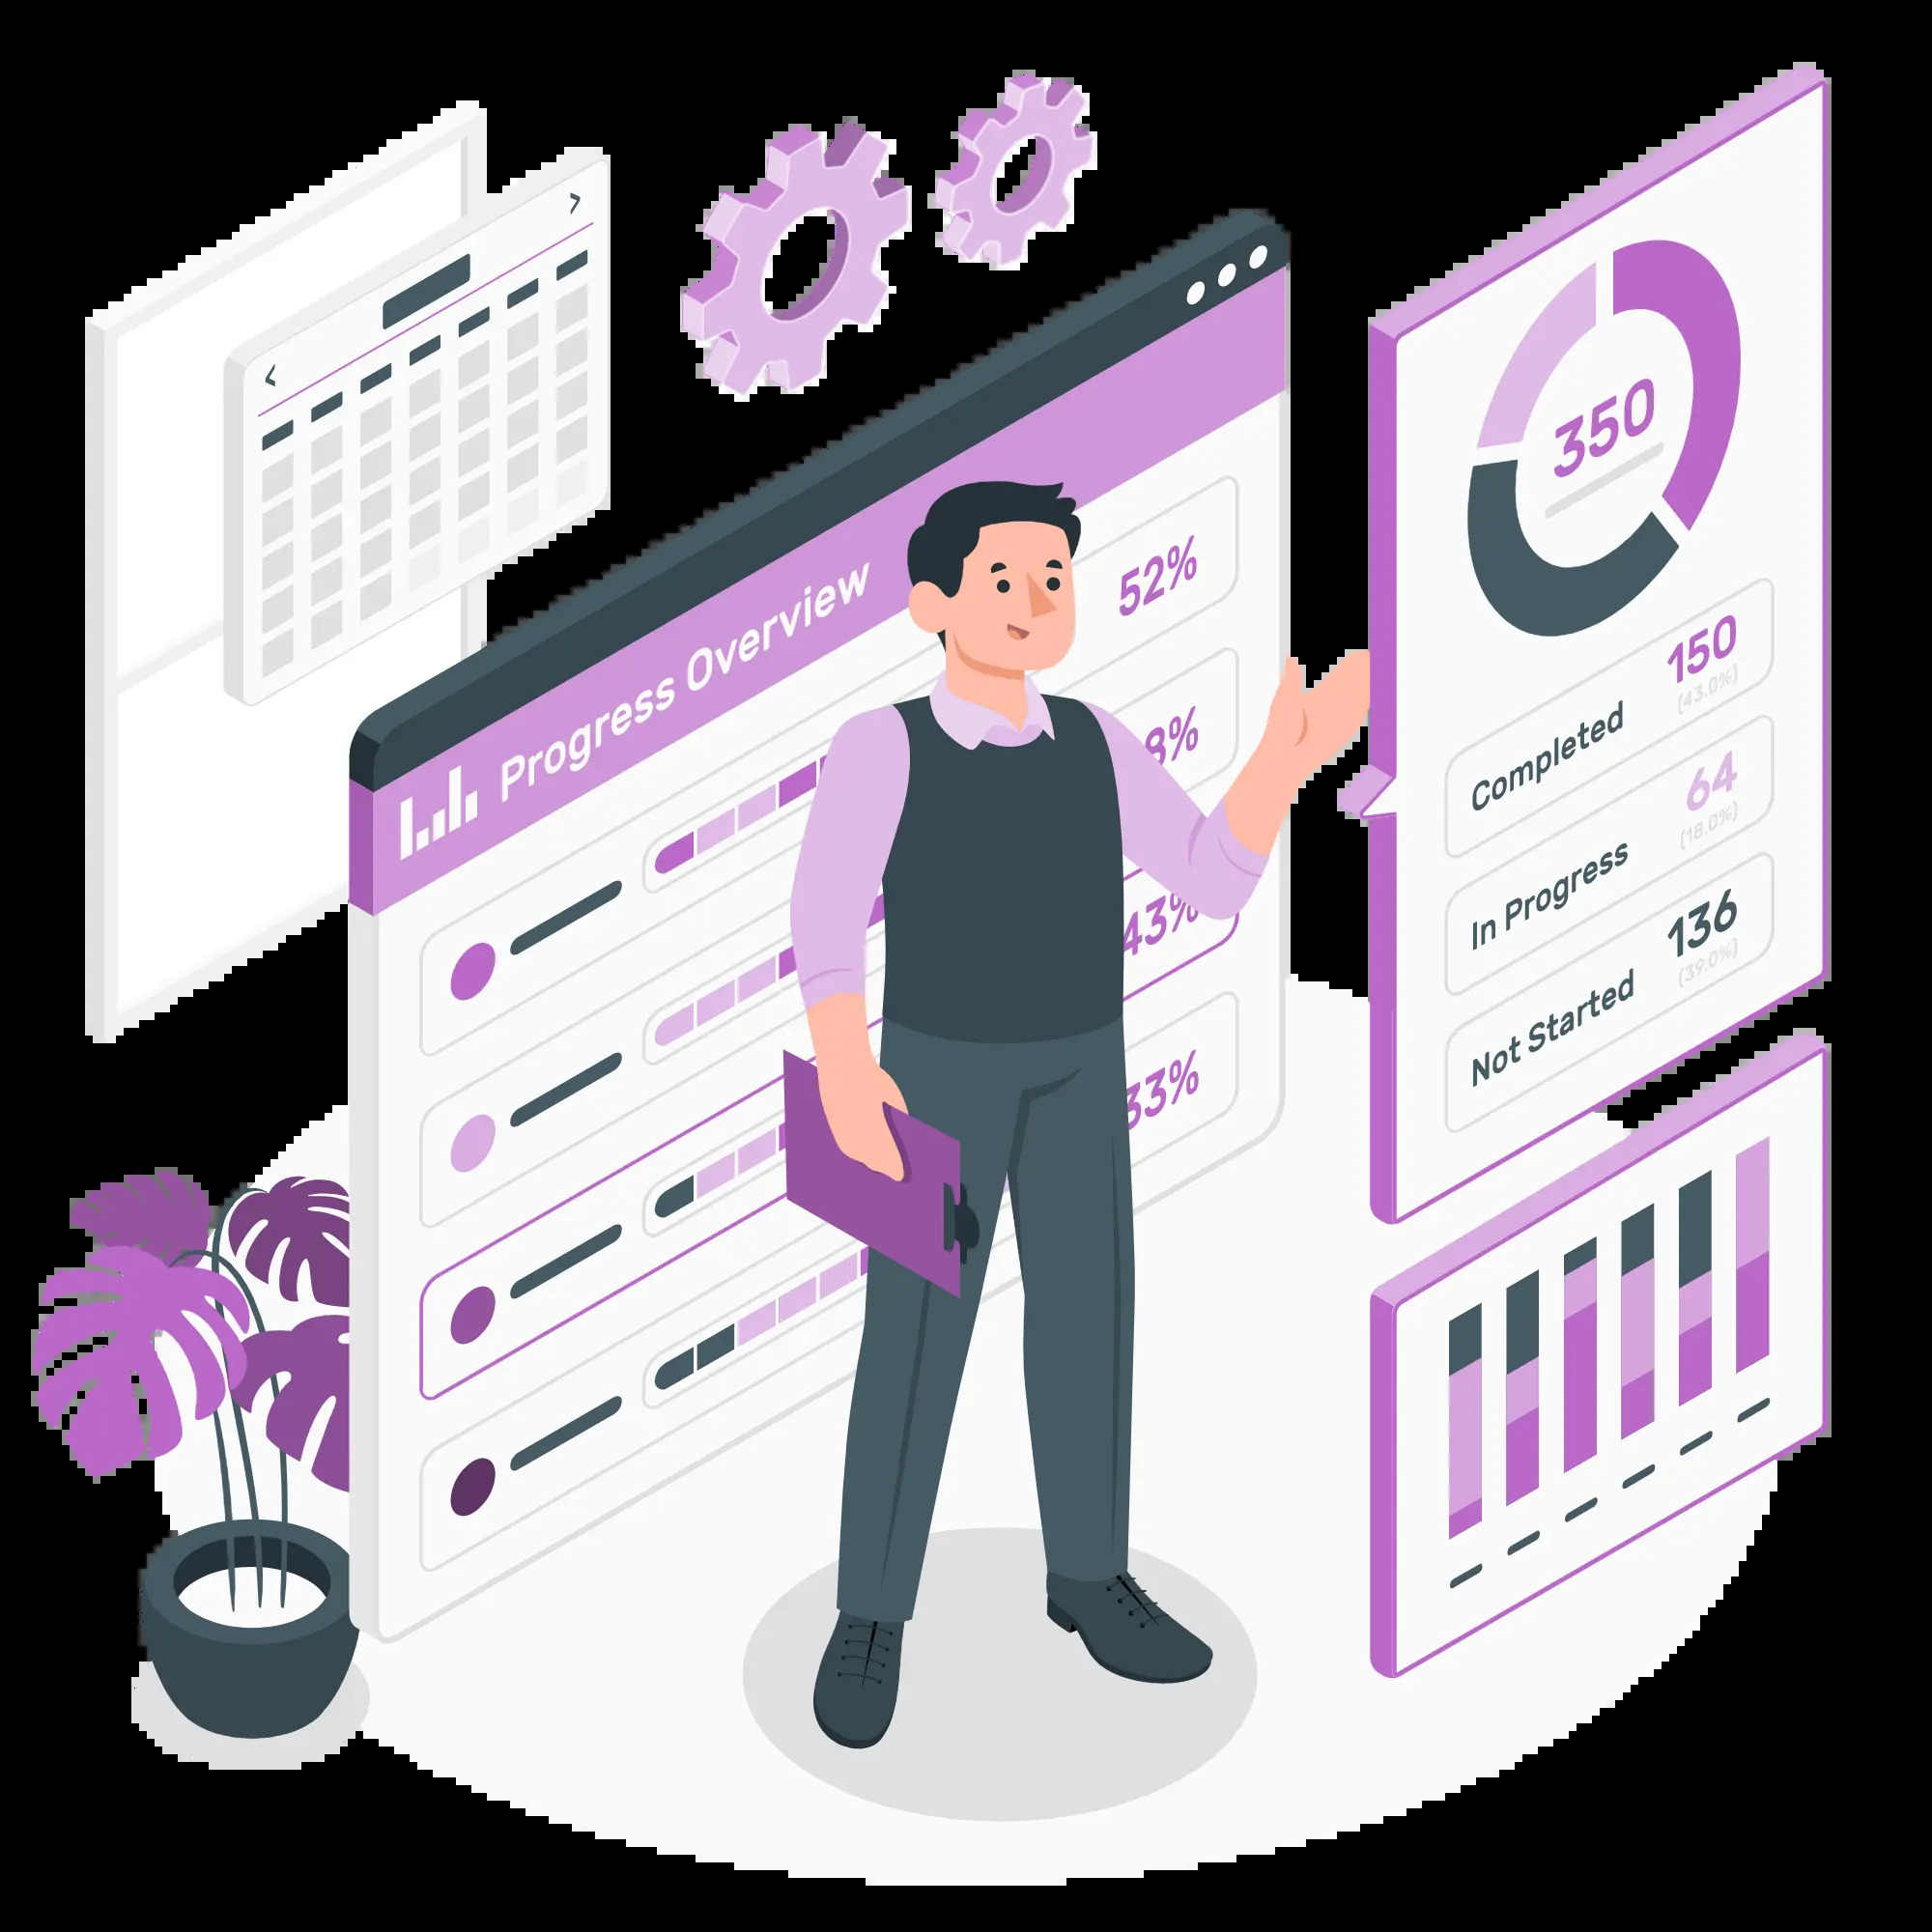 Progress Overview
52%
8%
43%
33%
350
Completed
150
(43.0%)
In Progress
64
(18.0%)
Not Started
136
(39.0%)